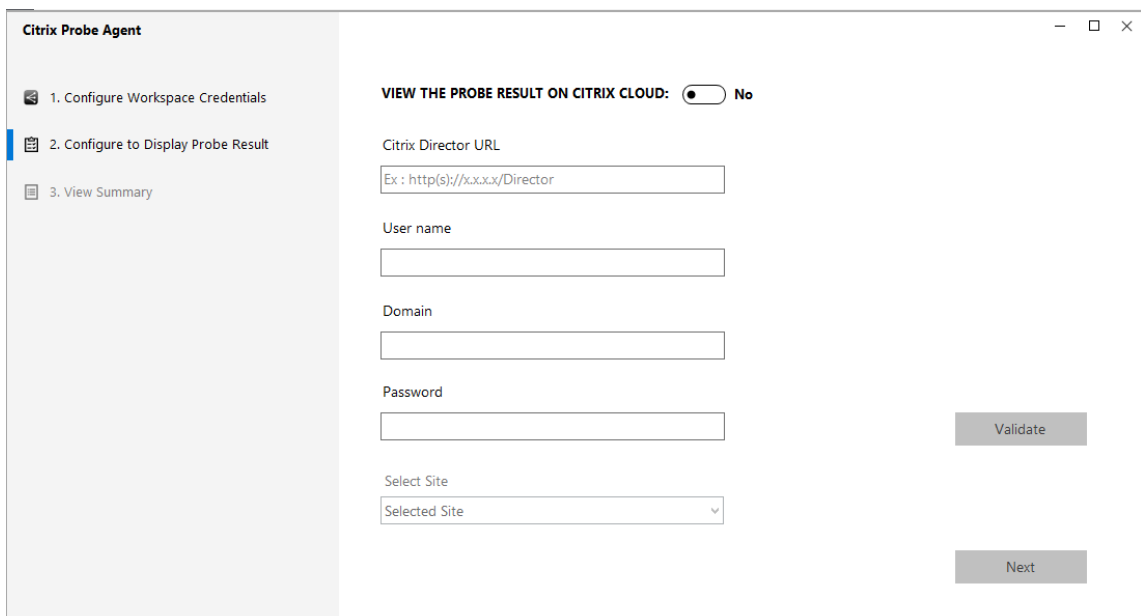 Citrix Probe Agent
1. Configure Workspace Credentials
2. Configure to Display Probe Result
3. View Summary
VIEW THE PROBE RESULT ON CITRIX CLOUD: No
Citrix Director URL
Ex : http(s)://x.x.x.x/Director
User name
Domain
Password
Validate
Select Site
Selected Site
Next